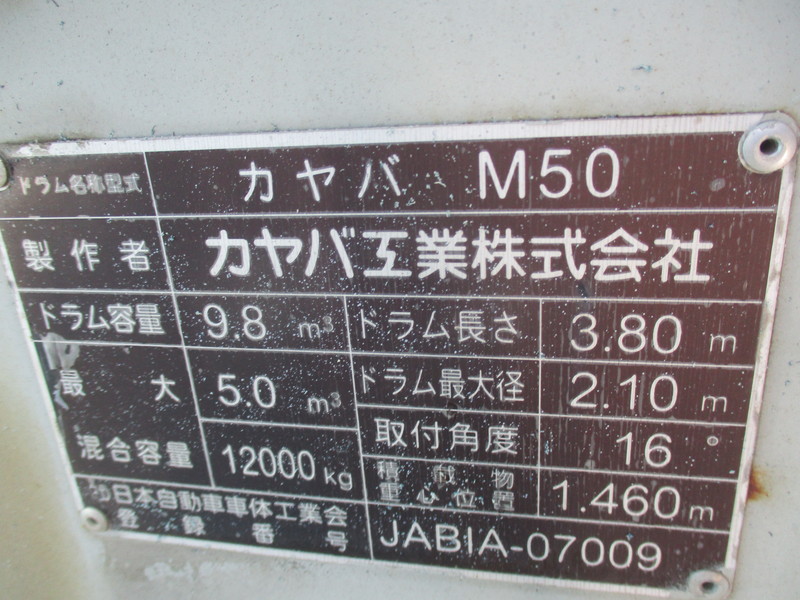 ドラム名称型式 カヤバ M50
製作者 カヤバ工業株式会社
ドラム容量 9.8 m³ ドラム長さ 3.80 m
最大 5.0 m³ ドラム最大径 2.10 m
混合容量 12000 kg 取付角度 16°
積載物
重心位置 1.460 m
日本自動車車体工業会
登録番号 JABIA-07009